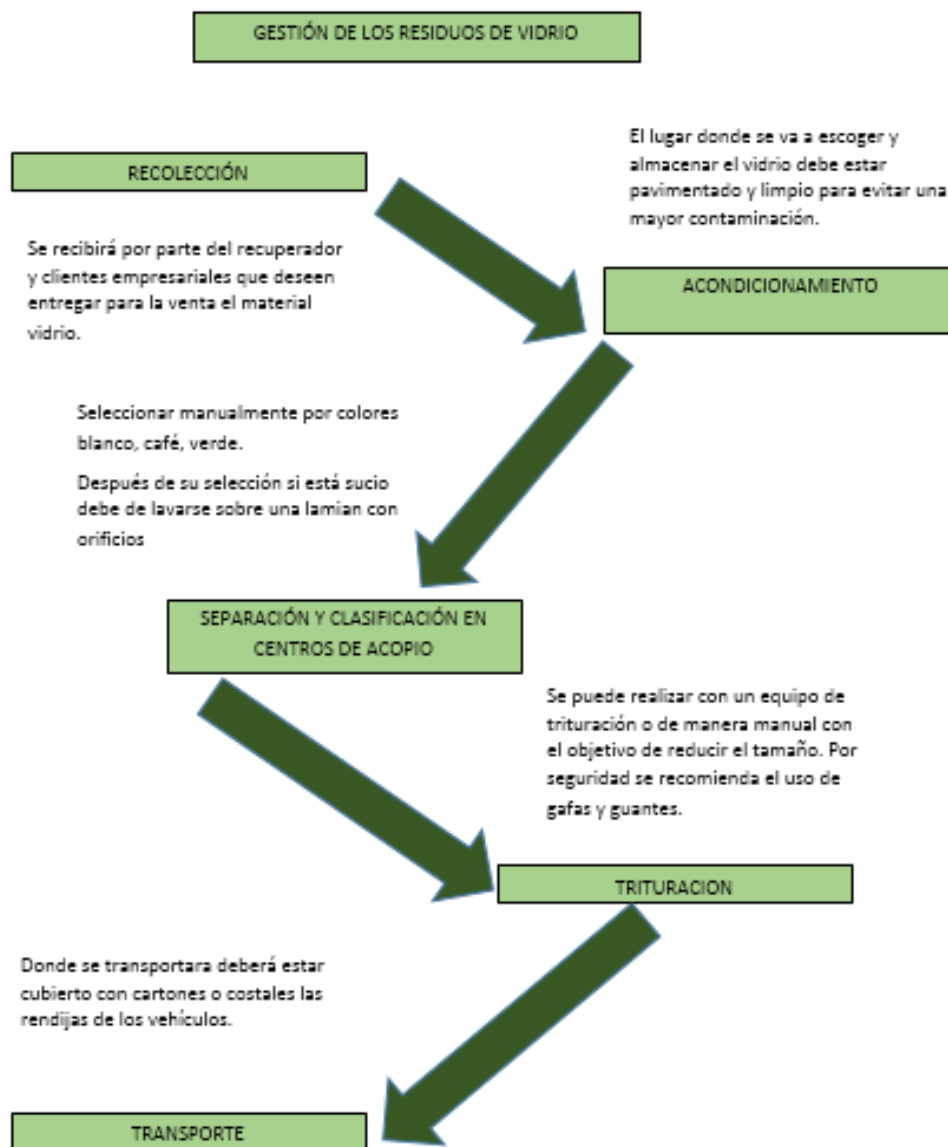 GESTIÓN DE LOS RESIDUOS DE VIDRIO
RECOLECCIÓN
Se recibirá por parte del recuperador
y clientes empresariales que deseen
entregar para la venta el material
vidrio.
El lugar donde se va a escoger y
almacenar el vidrio debe estar
pavimentado y limpio para evitar una
mayor contaminación.
ACONDICIONAMIENTO
Seleccionar manualmente por colores
blanco, café, verde.
Después de su selección si está sucio
debe de lavarse sobre una lamian con
orificios
SEPARACIÓN Y CLASIFICACIÓN EN
CENTROS DE ACOPIO
Se puede realizar con un equipo de
trituración o de manera manual con
el objetivo de reducir el tamaño. Por
seguridad se recomienda el uso de
gafas y guantes.
TRITURACION
Donde se transportara deberá estar
cubierto con cartones o costales las
rendijas de los vehículos.
TRANSPORTE